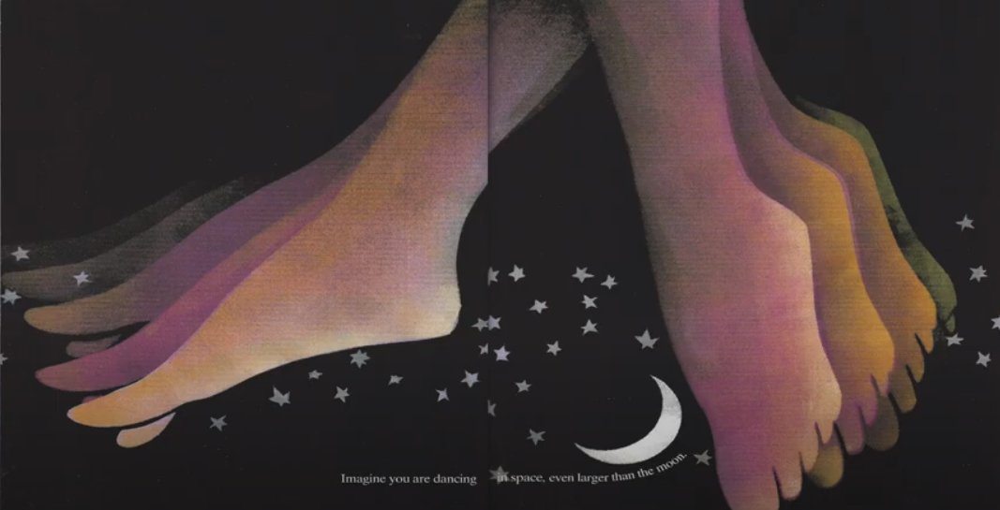 Imagine you are dancing in space, even larger than the moon.